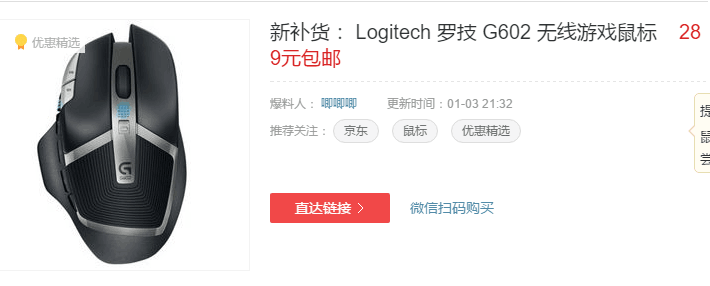 优惠精选
新补货： Logitech 罗技 G602 无线游戏鼠标 28
9元包邮
爆料人： 唧唧唧 更新时间：01-03 21:32
推荐关注： 京东 鼠标 优惠精选
直达链接 微信扫码购买
提
鼠
尝
G
G602